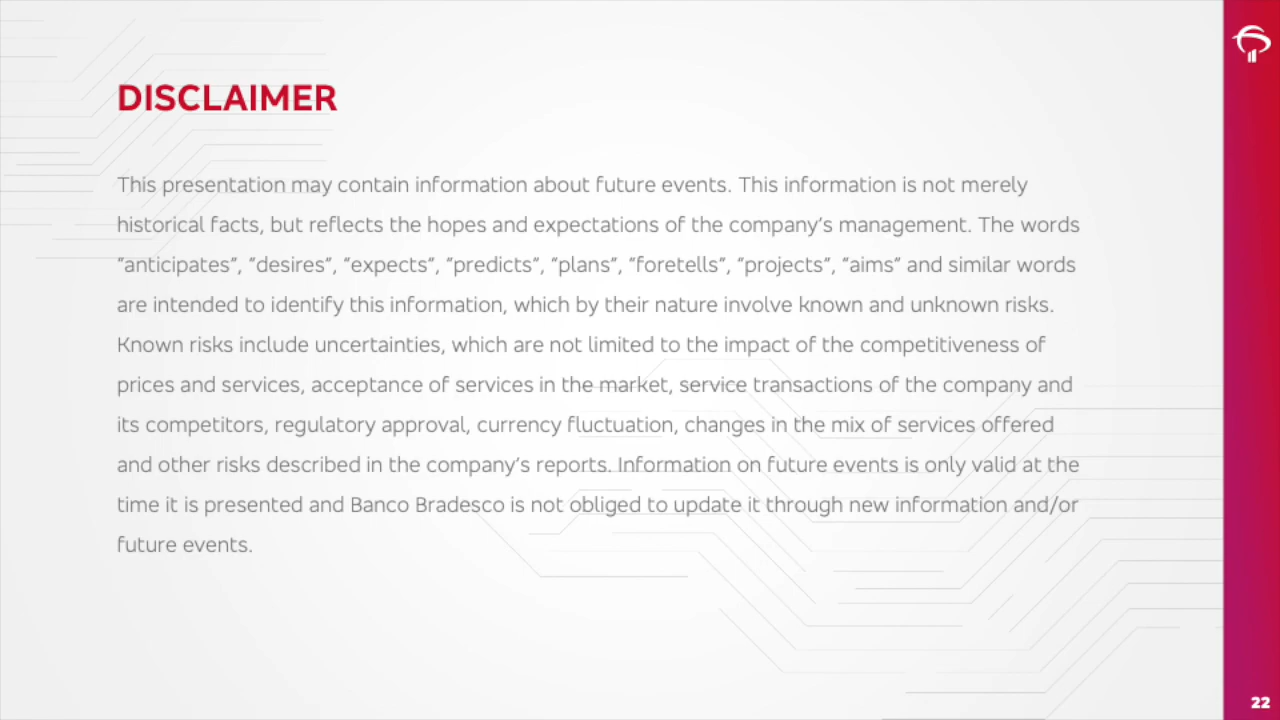 DISCLAIMER
This presentation may contain information about future events. This information is not merely
historical facts, but reflects the hopes and expectations of the company’s management. The words
“anticipates”, “desires”, “expects”, “predicts”, “plans”, “foretells”, “projects”, “aims” and similar words
are intended to identify this information, which by their nature involve known and unknown risks.
Known risks include uncertainties, which are not limited to the impact of the competitiveness of
prices and services, acceptance of services in the market, service transactions of the company and
its competitors, regulatory approval, currency fluctuation, changes in the mix of services offered
and other risks described in the company’s reports. Information on future events is only valid at the
time it is presented and Banco Bradesco is not obliged to update it through new information and/or
future events.
22